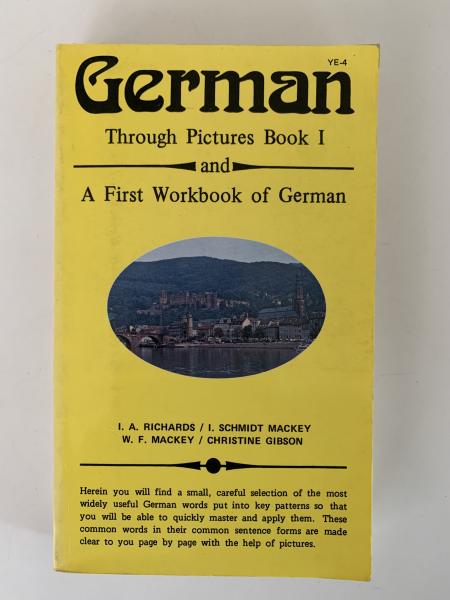 YE-4
German
Through Pictures Book I
and
A First Workbook of German
I. A. RICHARDS / I. SCHMIDT MACKEY
W. F. MACKEY / CHRISTINE GIBSON
Herein you will find a small, careful selection of the most
widely useful German words put into key patterns so that
you will be able to quickly master and apply them. These
common words in their common sentence forms are made
clear to you page by page with the help of pictures.